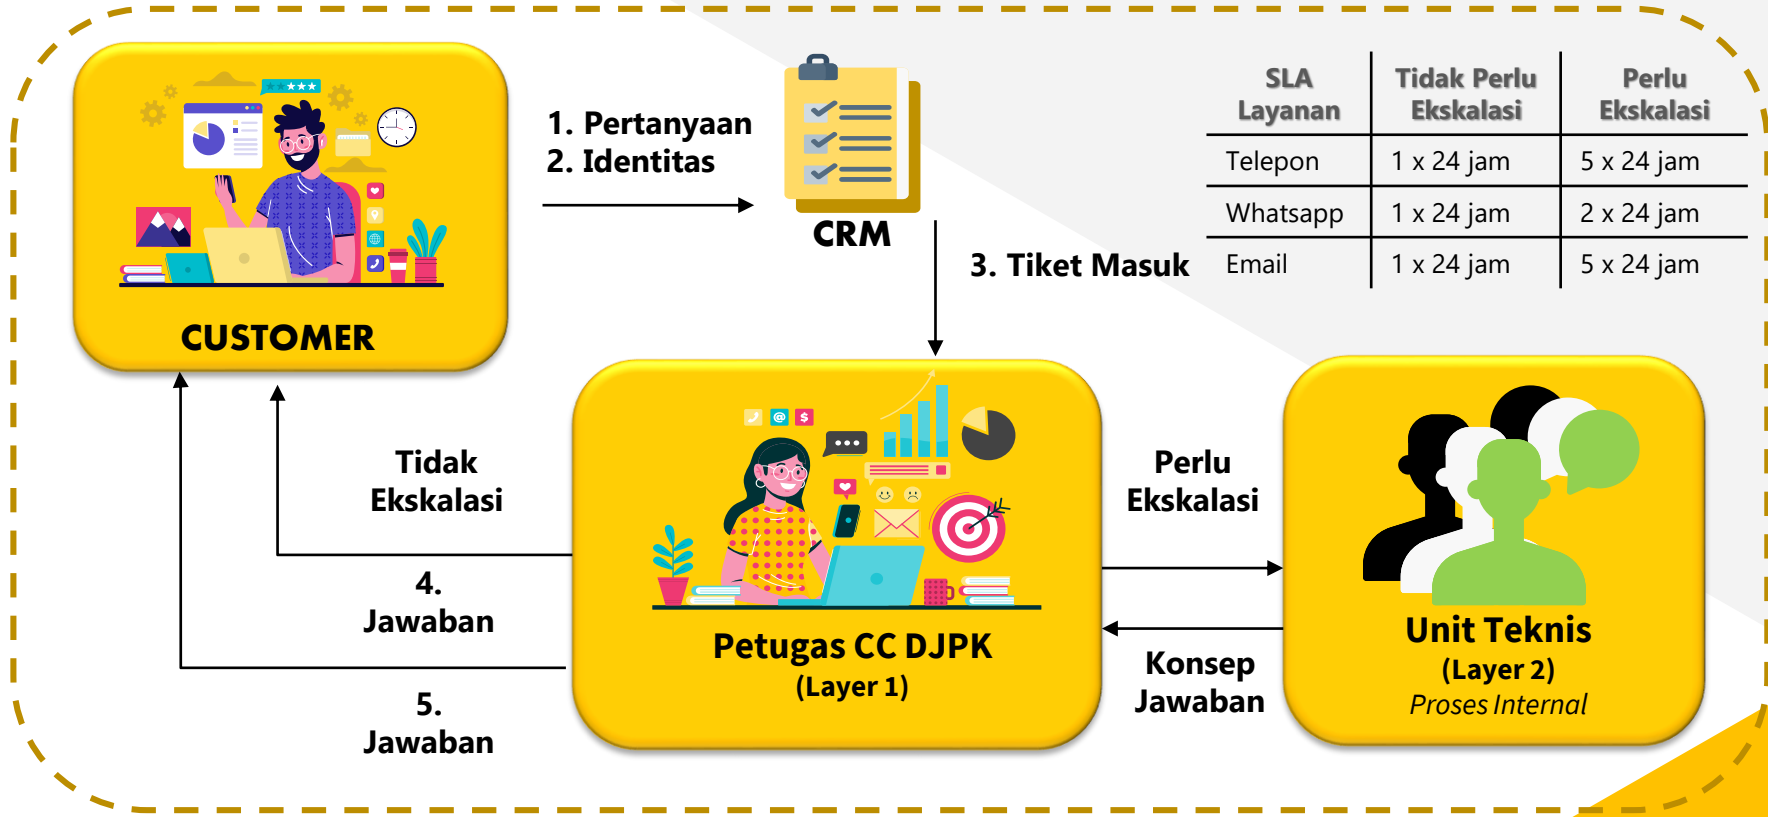 1. Pertanyaan
2. Identitas
CRM
3. Tiket Masuk
SLA Layanan | Tidak Perlu Ekskalasi | Perlu Ekskalasi
Telepon | 1 x 24 jam | 5 x 24 jam
Whatsapp | 1 x 24 jam | 2 x 24 jam
Email | 1 x 24 jam | 5 x 24 jam
CUSTOMER
Tidak
Ekskalasi
4.
Jawaban
5.
Jawaban
Petugas CC DJPK
(Layer 1)
Perlu
Ekskalasi
Konsep
Jawaban
Unit Teknis
(Layer 2)
Proses Internal